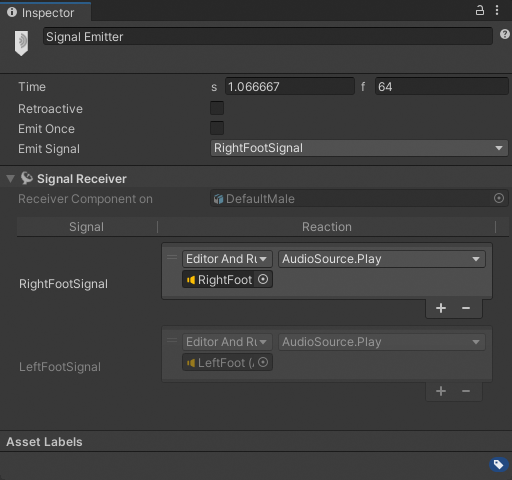 Inspector
Signal Emitter
Time s 1.066667 f 64
Retroactive
Emit Once
Emit Signal RightFootSignal
Signal Receiver
Receiver Component on DefaultMale
Signal Reaction
Editor And Ru AudioSource.Play
RightFootSignal
RightFoot
Editor And Ru AudioSource.Play
LeftFootSignal
LeftFoot (
Asset Labels